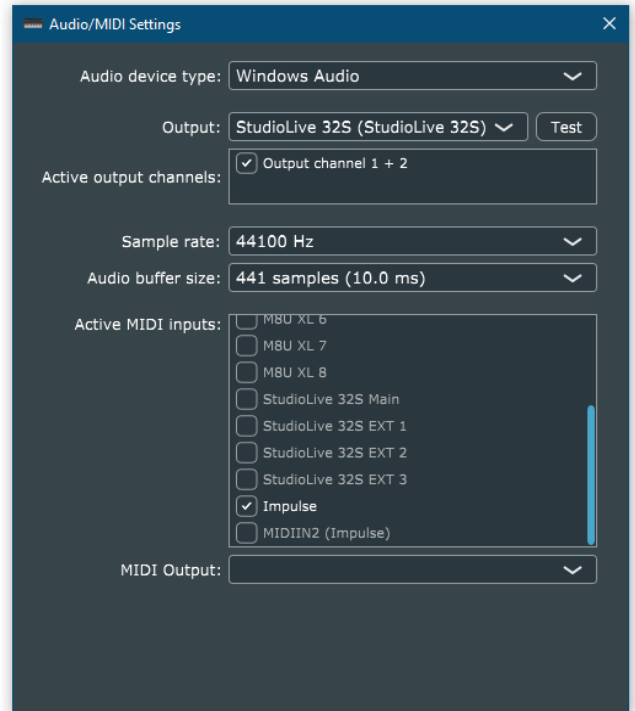 Audio/MIDI Settings
Audio device type: Windows Audio
Output: StudioLive 32S (StudioLive 32S) Test
Active output channels: Output channel 1 + 2
Sample rate: 44100 Hz
Audio buffer size: 441 samples (10.0 ms)
Active MIDI inputs: M8U XL 6
M8U XL 7
M8U XL 8
StudioLive 32S Main
StudioLive 32S EXT 1
StudioLive 32S EXT 2
StudioLive 32S EXT 3
Impulse
MIDIIN2 (Impulse)
MIDI Output: